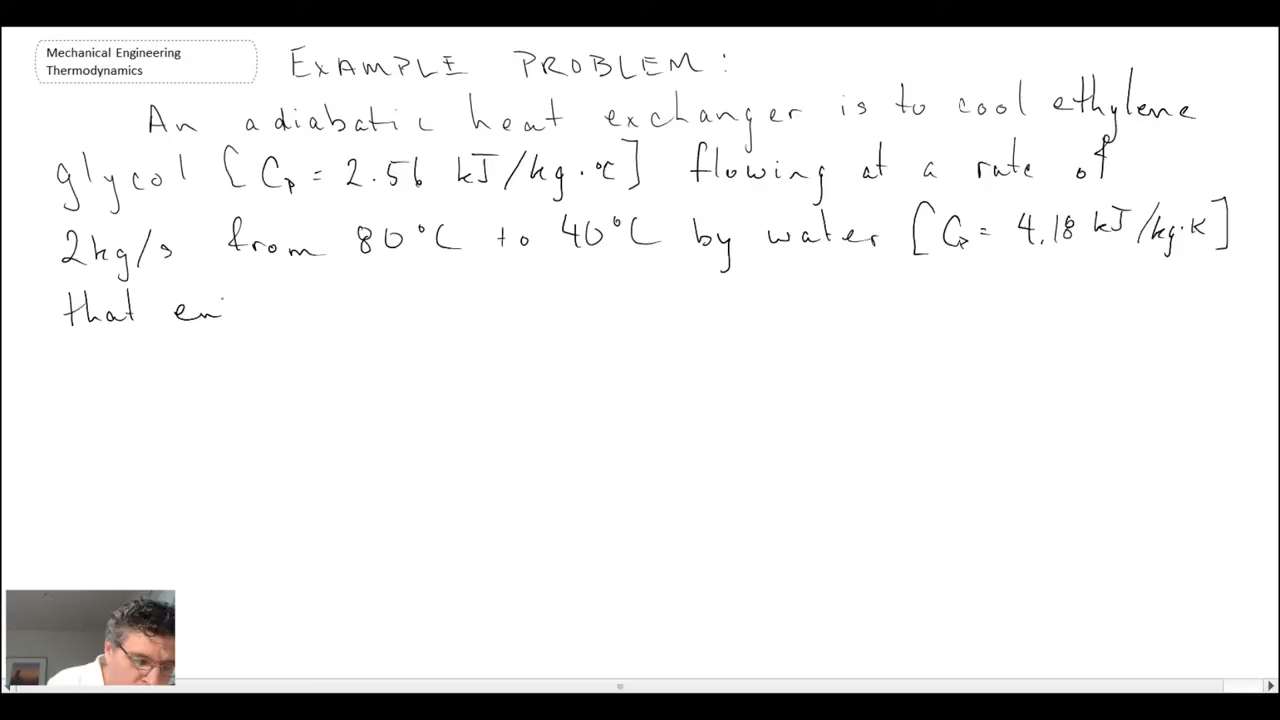 Mechanical Engineering
Thermodynamics
EXAMPLE PROBLEM:
An adiabatic heat exchanger is to cool ethylene
glycol [Cp = 2.56 kJ/kg·°C] flowing at a rate of
2kg/s from 80°C to 40°C by water [Cp = 4.18 kJ/kg·K]
that en